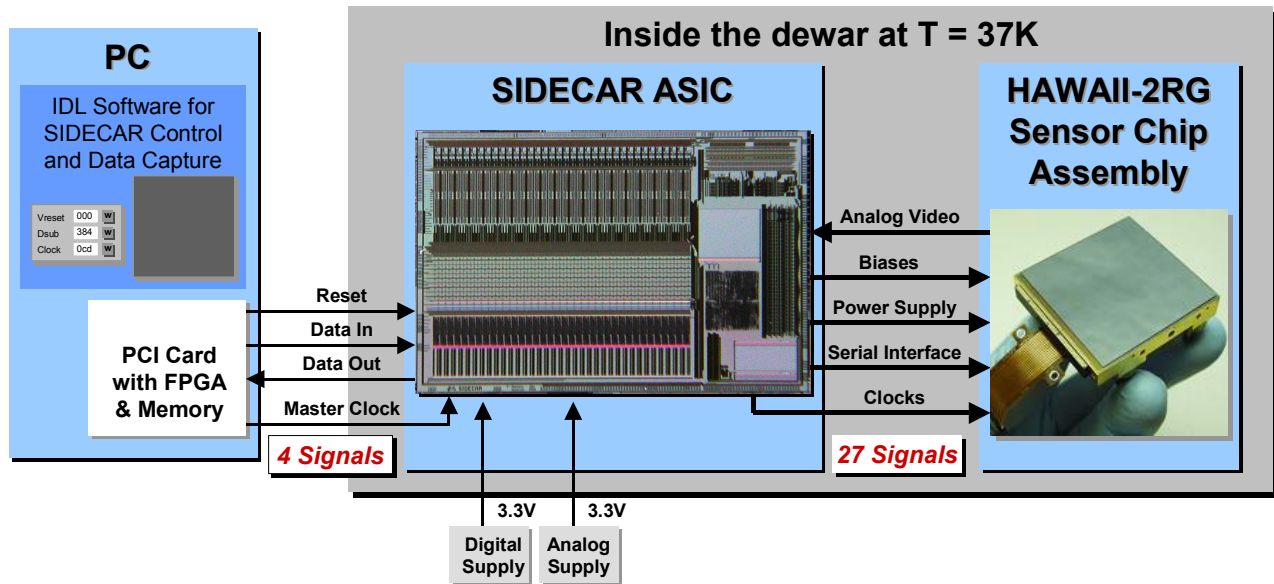 Inside the dewar at T = 37K
PC
IDL Software for
SIDECAR Control
and Data Capture
Vreset 000 W
Dsub 384 W
Clock 0cd W
PCI Card
with FPGA
& Memory
Reset
Data In
Data Out
Master Clock
4 Signals
SIDECAR ASIC
SIDECAR
3.3V
3.3V
Digital
Supply
Analog
Supply
Analog Video
Biases
Power Supply
Serial Interface
Clocks
27 Signals
HAWAII-2RG
Sensor Chip
Assembly